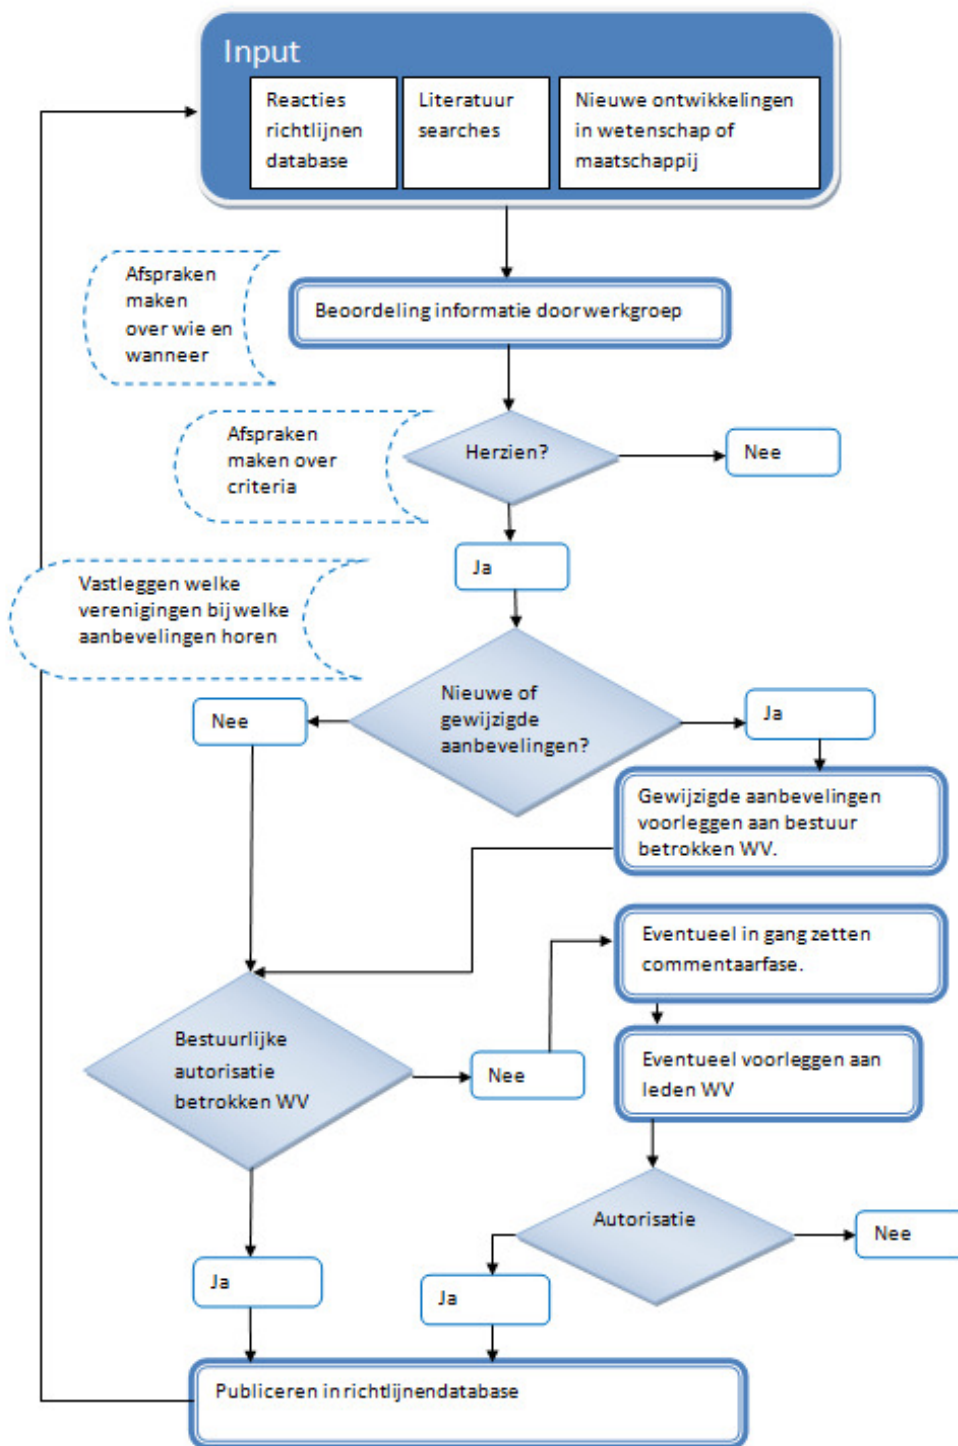 Input
Reacties
richtlijnen
database
Literatuur
searches
Nieuwe ontwikkelingen
in wetenschap of
maatschappij
Afspraken
maken
over wie en
wanneer
Beoordeling informatie door werkgroep
Afspraken
maken over
criteria
Herzien?
Nee
Ja
Vastleggen welke
verenigingen bij welke
aanbevelingen horen
Nieuwe of
gewijzigde
aanbevelingen?
Nee
Ja
Gewijzigde aanbevelingen
voorleggen aan bestuur
betrokken WV.
Eventueel in gang zetten
commentaarfase.
Bestuurlijke
autorisatie
betrokken WV
Nee
Eventueel voorleggen aan
leden WV
Autorisatie
Nee
Ja
Ja
Publiceren in richtlijnendatabase